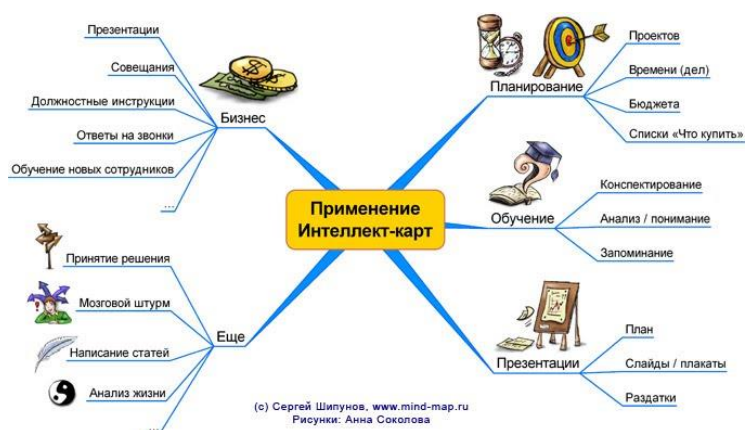 Применение
Интеллект-карт
Планирование
Проектов
Времени (дел)
Бюджета
Списки «Что купить»
Обучение
Конспектирование
Анализ / понимание
Запоминание
Презентации
План
Слайды / плакаты
Раздатки
Бизнес
Презентации
Совещания
Должностные инструкции
Ответы на звонки
Обучение новых сотрудников
...
Еще
Принятие решения
Мозговой штурм
Написание статей
Анализ жизни
...
(с) Сергей Шипунов, www.mind-map.ru
Рисунки: Анна Соколова